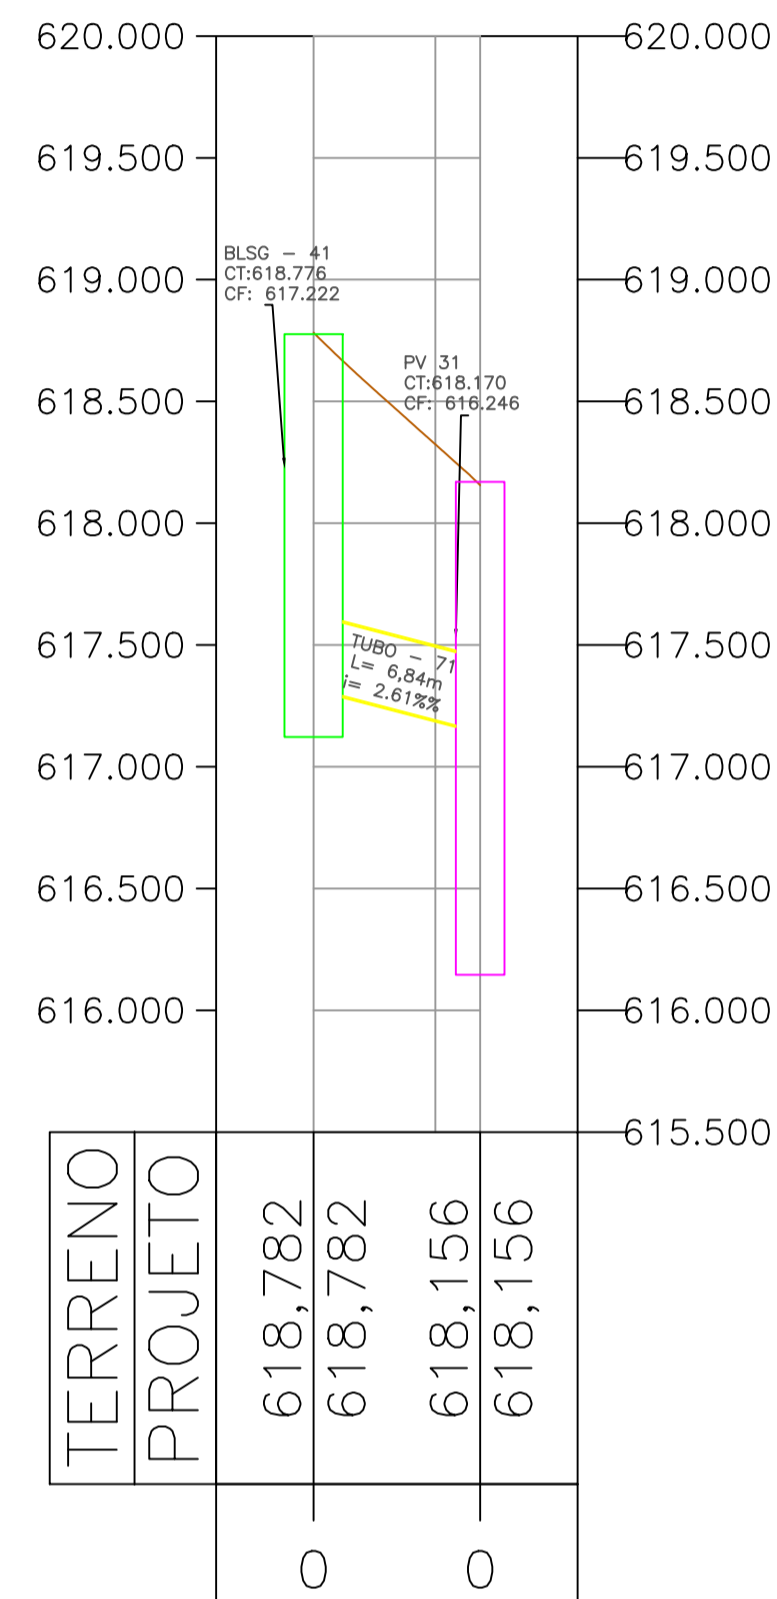 620.000
620.000
619.500
619.500
BLSG - 41
CT:618.776
CF: 617.222
619.000
619.000
PV 31
CT:618.170
CF: 616.246
618.500
618.500
618.000
618.000
617.500
617.500
TUBO - 71
L= 6,84m
i= 2.61%%
617.000
617.000
616.500
616.500
616.000
616.000
615.500
TERRENO
PROJETO
618,782
618,782
618,156
618,156
0
0